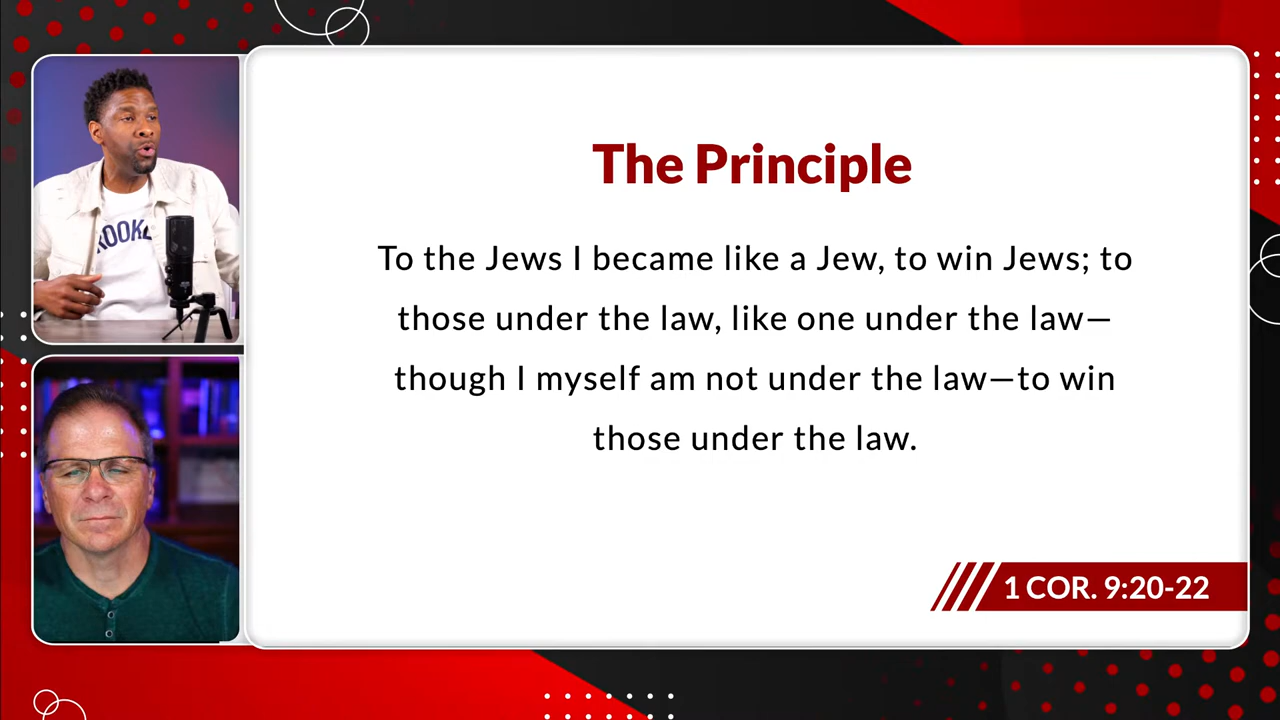 The Principle
To the Jews I became like a Jew, to win Jews; to
those under the law, like one under the law—
though I myself am not under the law—to win
those under the law.
1 COR. 9:20-22